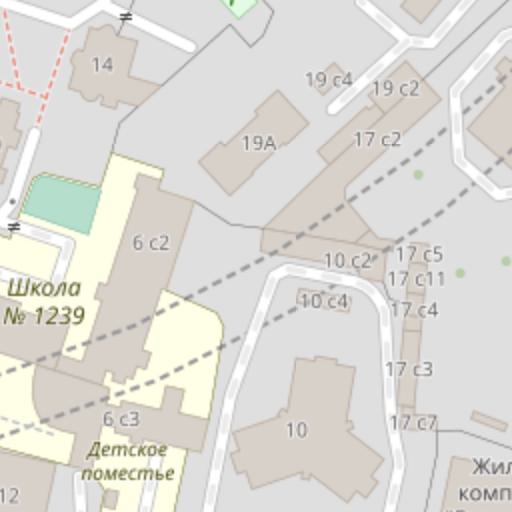 14
19 с4
19 с2
19А
17 с2
6 с2
10 с2
17 с5
17 с11
Школа
№ 1239
10 с4
17 с4
17 с3
6 с3
10
17 с7
Детское
поместье
12
Жил
комп